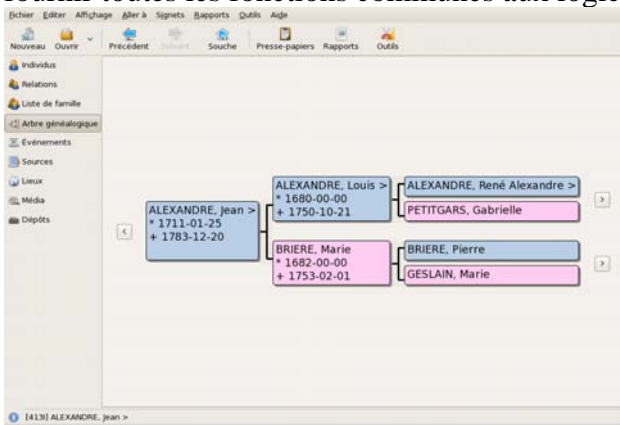 fournir toutes les fonctions communes aux logic
Fichier Editer Affichage Aller à Signets Rapports Outils Aide
Nouveau Ouvrir Précédent Suivant Souche Presse-papiers Rapports Outils
Individus
Relations
Liste de famille
Arbre généalogique
Evènements
Sources
Lieux
Média
Dépôts
ALEXANDRE, Jean >
* 1711-01-25
+ 1783-12-20
ALEXANDRE, Louis >
* 1680-00-00
+ 1750-10-21
BRIERE, Marie
* 1682-00-00
+ 1753-02-01
ALEXANDRE, René Alexandre >
PETITGARS, Gabrielle
BRIERE, Pierre
GESLAIN, Marie
< > >
[413I] ALEXANDRE, Jean >